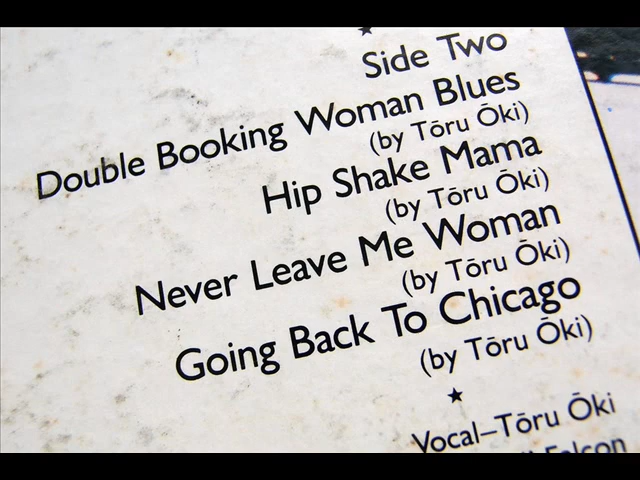 Side Two
Double Booking Woman Blues
(by Tōru Ōki)
Hip Shake Mama
(by Tōru Ōki)
Never Leave Me Woman
(by Tōru Ōki)
Going Back To Chicago
(by Tōru Ōki)
Vocal–Tōru Ōki
Falcon